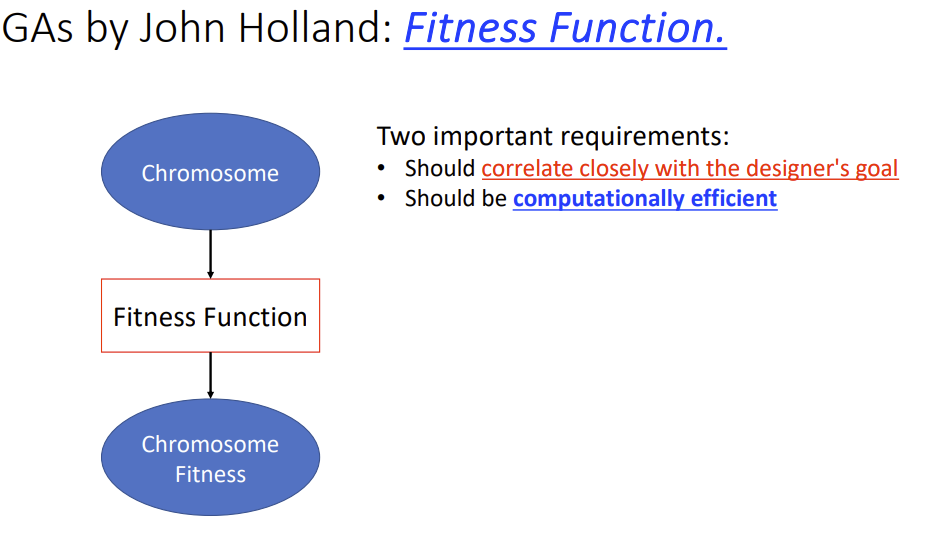 GAs by John Holland: Fitness Function.
Chromosome
Fitness Function
Chromosome
Fitness
Two important requirements:
• Should correlate closely with the designer's goal
• Should be computationally efficient